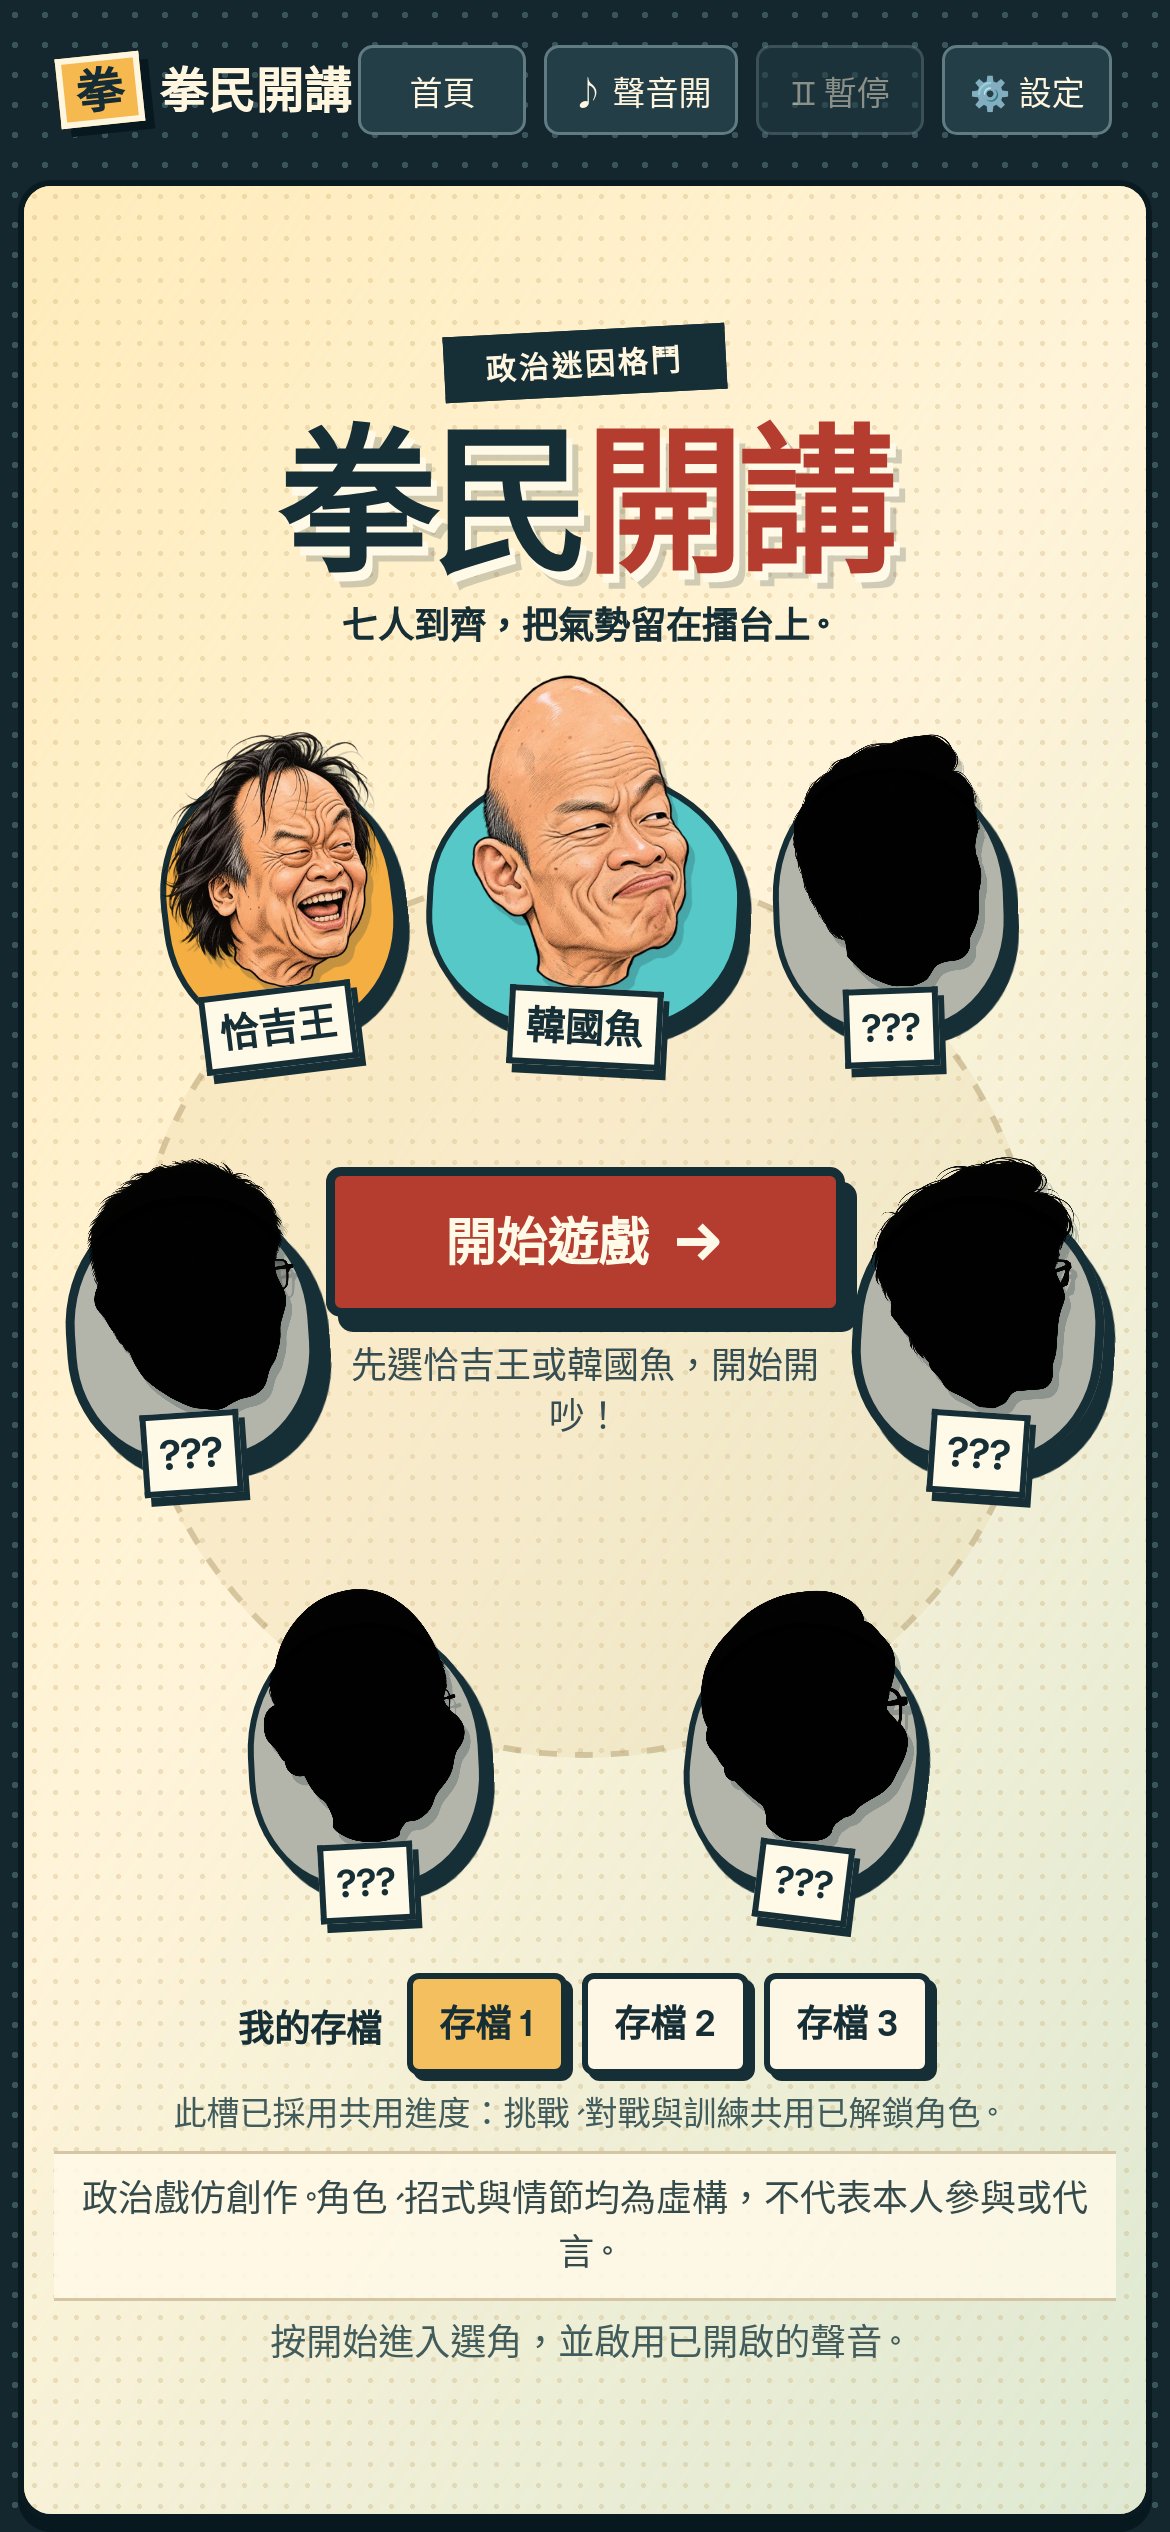 拳 拳民開講 首頁 ♪ 聲音開 Ⅱ 暫停 ⚙️ 設定
政治迷因格鬥
拳民開講
七人到齊，把氣勢留在擂台上。
恰吉王 韓國魚 ???
開始遊戲 →
先選恰吉王或韓國魚，開始開
吵！
??? ???
??? ???
我的存檔 存檔 1 存檔 2 存檔 3
此槽已採用共用進度：挑戰、對戰與訓練共用已解鎖角色。
政治戲仿創作。角色、招式與情節均為虛構，不代表本人參與或代
言。
按開始進入選角，並啟用已開啟的聲音。